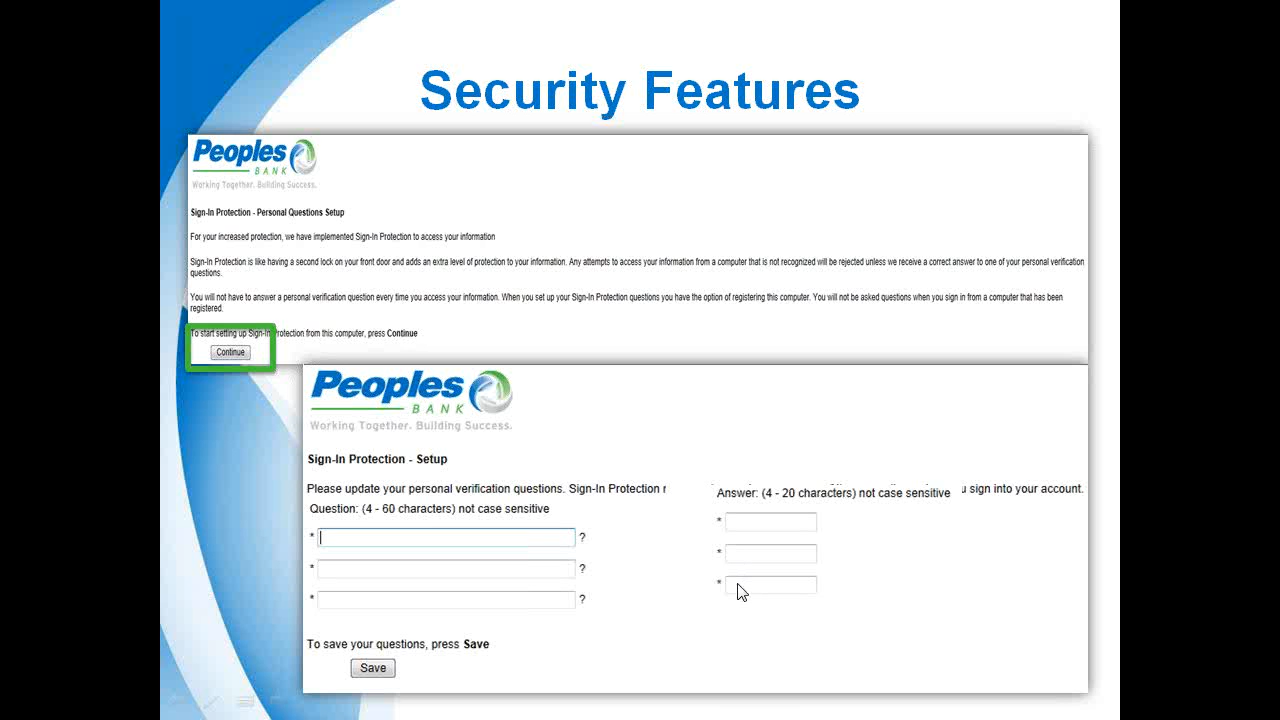 Security Features
Peoples
BANK
Working Together. Building Success.
Sign-In Protection - Personal Questions Setup
For your increased protection, we have implemented Sign-In Protection to access your information
Sign-In Protection is like having a second lock on your front door and adds an extra level of protection to your information. Any attempts to access your information from a computer that is not recognized will be rejected unless we receive a correct answer to one of your personal verification
questions.
You will not have to answer a personal verification question every time you access your information. When you set up your Sign-In Protection questions you have the option of registering this computer. You will not be asked questions when you sign in from a computer that has been
registered.
To start setting up Sign-In Protection from this computer, press Continue
Continue
Peoples
BANK
Working Together. Building Success.
Sign-In Protection - Setup
Please update your personal verification questions. Sign-In Protection sign into your account.
Question: (4 - 60 characters) not case sensitive
Answer: (4 - 20 characters) not case sensitive
* ? *
* ? *
* ? *
To save your questions, press Save
Save